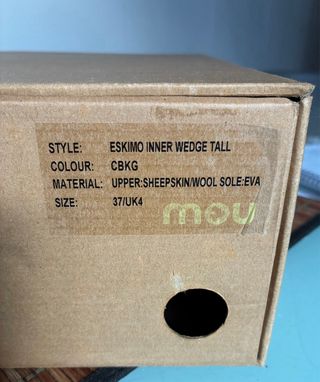 STYLE: ESKIMO INNER WEDGE TALL
COLOUR: CBKG
MATERIAL: UPPER:SHEEPSKIN/WOOL SOLE:EVA
SIZE: 37/UK4
mou